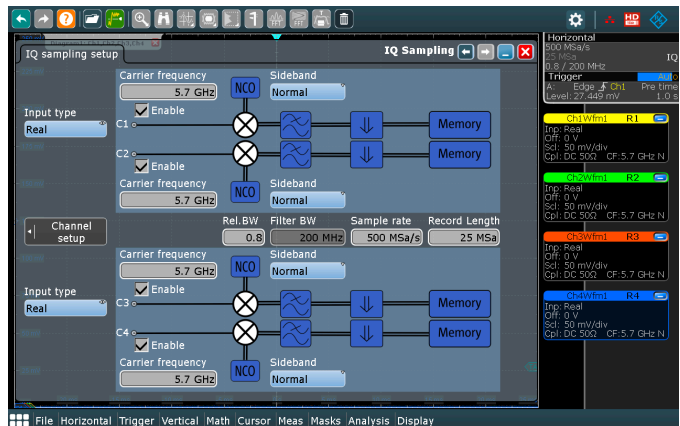 HD
Diagram1: Ch1,Ch2,Ch3,Ch4
IQ sampling setup
IQ Sampling
Carrier frequency
Sideband
5.7 GHz
NCO
Normal
Enable
Input type
Real
C1
Memory
C2
Memory
Enable
Carrier frequency
Sideband
5.7 GHz
NCO
Normal
Channel
setup
Rel.BW
Filter BW
Sample rate
Record Length
0.8
200 MHz
500 MSa/s
25 MSa
Carrier frequency
Sideband
5.7 GHz
NCO
Normal
Enable
Input type
Real
C3
Memory
C4
Memory
Enable
Carrier frequency
Sideband
5.7 GHz
NCO
Normal
Horizontal
500 MSa/s
25 MSa IQ
0.8 / 200 MHz
Trigger Auto
A: Edge Ch1 Pre time
Level: 27.449 mV 1.0 s
Ch1Wfm1 R1
Inp: Real
Off: 0 V
Scl: 50 mV/div
Cpl: DC 50Ω CF:5.7 GHz N
Ch2Wfm1 R2
Inp: Real
Off: 0 V
Scl: 50 mV/div
Cpl: DC 50Ω CF:5.7 GHz N
Ch3Wfm1 R3
Inp: Real
Off: 0 V
Scl: 50 mV/div
Cpl: DC 50Ω CF:5.7 GHz N
Ch4Wfm1 R4
Inp: Real
Off: 0 V
Scl: 50 mV/div
Cpl: DC 50Ω CF:5.7 GHz N
File Horizontal Trigger Vertical Math Cursor Meas Masks Analysis Display